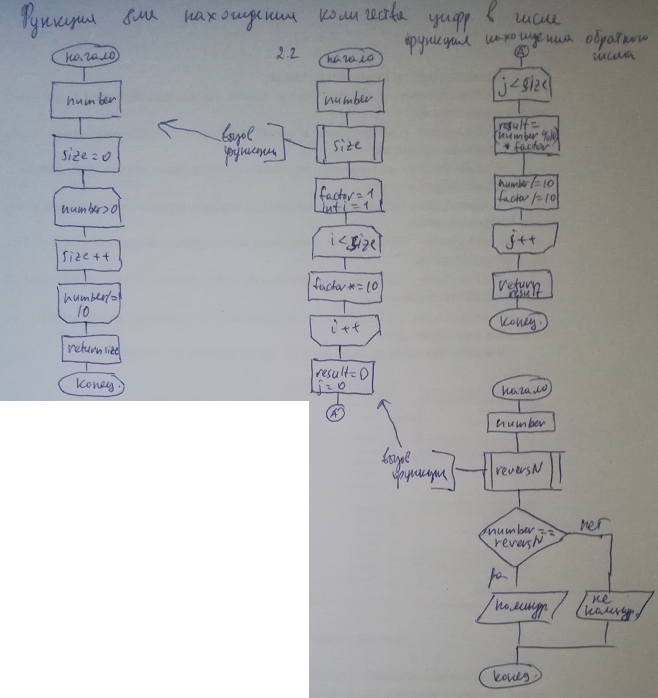 Функция для нахождения количества цифр в числе
функция нахождения обратного
числа
начало
number
size=0
number>0
size++
number/=
10
return size
конец.
2.2
начало
number
вызов
функции
size
factor=1
int i=1
i<size
factor*=10
i++
result=0
j=0
A
A
j<size
result=
number%10
* factor
number/=10
factor/=10
j++
return
result
конец.
начало
number
вызов
функции
reversN
number==
reversN
да
нет
не
конец.